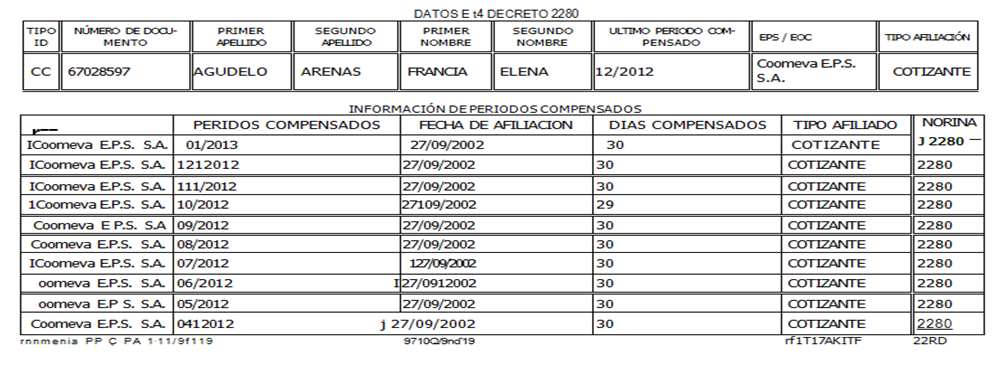 DATOS E t4 DECRETO 2280
TIPO ID NÚMERO DE DOCU-MENTO PRIMER APELLIDO SEGUNDO APELLIDO PRIMER NOMBRE SEGUNDO NOMBRE ULTIMO PERIODO COM-PENSADO EPS / EOC TIPO AFILIACIÓN
CC 67028597 AGUDELO ARENAS FRANCIA ELENA 12/2012 Coomeva E.P.S. S.A. COTIZANTE
INFORMACIÓN DE PERIODOS COMPENSADOS
PERIDOS COMPENSADOS FECHA DE AFILIACION DIAS COMPENSADOS TIPO AFILIADO NORINA
ICoomeva E.P.S. S.A. 01/2013 27/09/2002 30 COTIZANTE J 2280 —
ICoomeva E.P.S. S.A. 1212012 27/09/2002 30 COTIZANTE 2280
ICoomeva E.P.S. S.A. 111/2012 27/09/2002 30 COTIZANTE 2280
1Coomeva E.P.S. S.A. 10/2012 27109/2002 29 COTIZANTE 2280
Coomeva E P.S. S.A 09/2012 27/09/2002 30 COTIZANTE 2280
Coomeva E.P.S. S.A. 08/2012 27/09/2002 30 COTIZANTE 2280
ICoomeva E.P.S. S.A. 07/2012 127/09/2002 30 COTIZANTE 2280
oomeva E.P.S. S.A. 06/2012 I27/0912002 30 COTIZANTE 2280
oomeva E.P S. S.A. 05/2012 27/09/2002 30 COTIZANTE 2280
Coomeva E.P.S. S.A. 0412012 j 27/09/2002 30 COTIZANTE 2280
rnnmenia PP Ç PA 1·11/9f119 9710Q/9nd'19 rf1T17AKITF 22RD